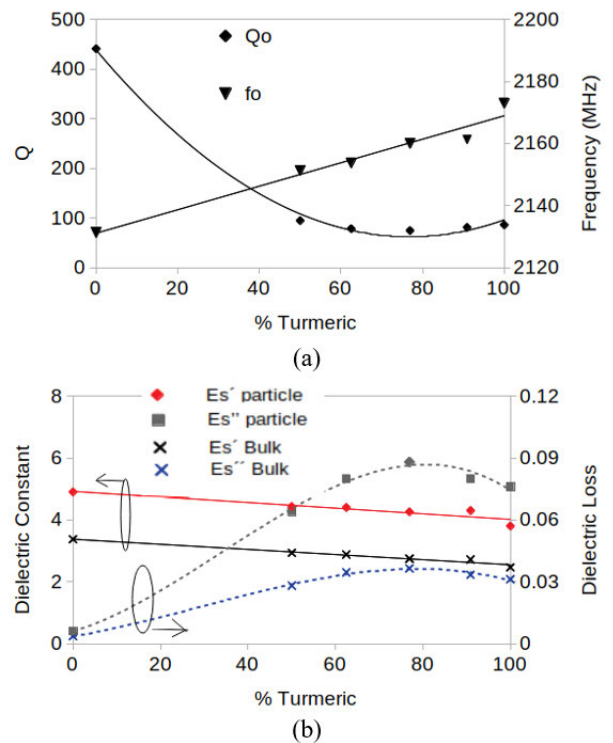 (a)
500
400
300
200
100
0
Q
Qo
fo
2200
2190
2180
2160
2140
2130
2120
Frequency (MHz)
0 20 40 60 80 100
% Turmeric
(a)
8
6
4
2
0
Dielectric Constant
Es´ particle
Es" particle
Es´ Bulk
Es´´ Bulk
0.12
0.09
0.06
0.03
0
Dielectric Loss
0 20 40 60 80 100
% Turmeric
(b)